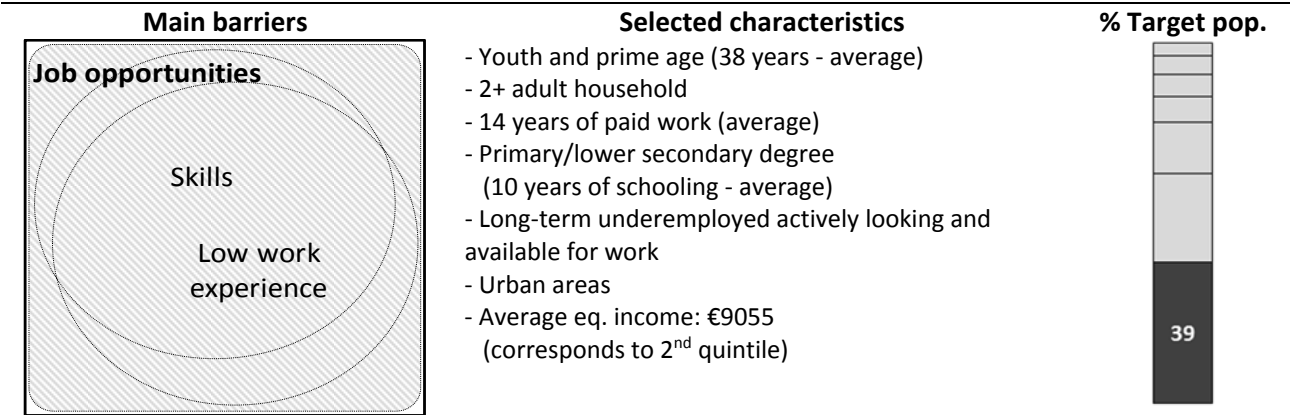 Main barriers
Selected characteristics
% Target pop.
Job opportunities
Skills
Low work
experience
- Youth and prime age (38 years - average)
- 2+ adult household
- 14 years of paid work (average)
- Primary/lower secondary degree
(10 years of schooling - average)
- Long-term underemployed actively looking and
available for work
- Urban areas
- Average eq. income: €9055
(corresponds to 2nd quintile)
39